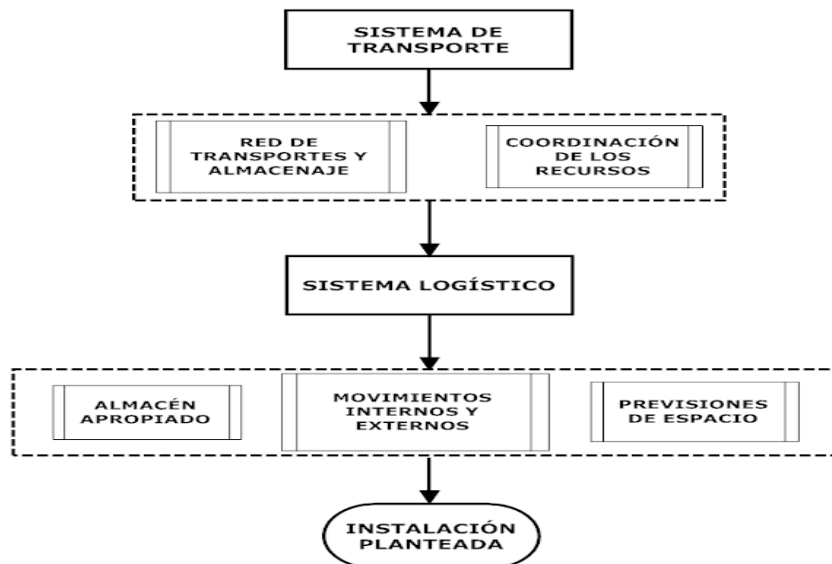 SISTEMA DE
TRANSPORTE
RED DE
TRANSPORTES Y
ALMACENAJE
COORDINACIÓN
DE LOS
RECURSOS
SISTEMA LOGÍSTICO
ALMACÉN
APROPIADO
MOVIMIENTOS
INTERNOS Y
EXTERNOS
PREVISIONES
DE ESPACIO
INSTALACIÓN
PLANTEADA